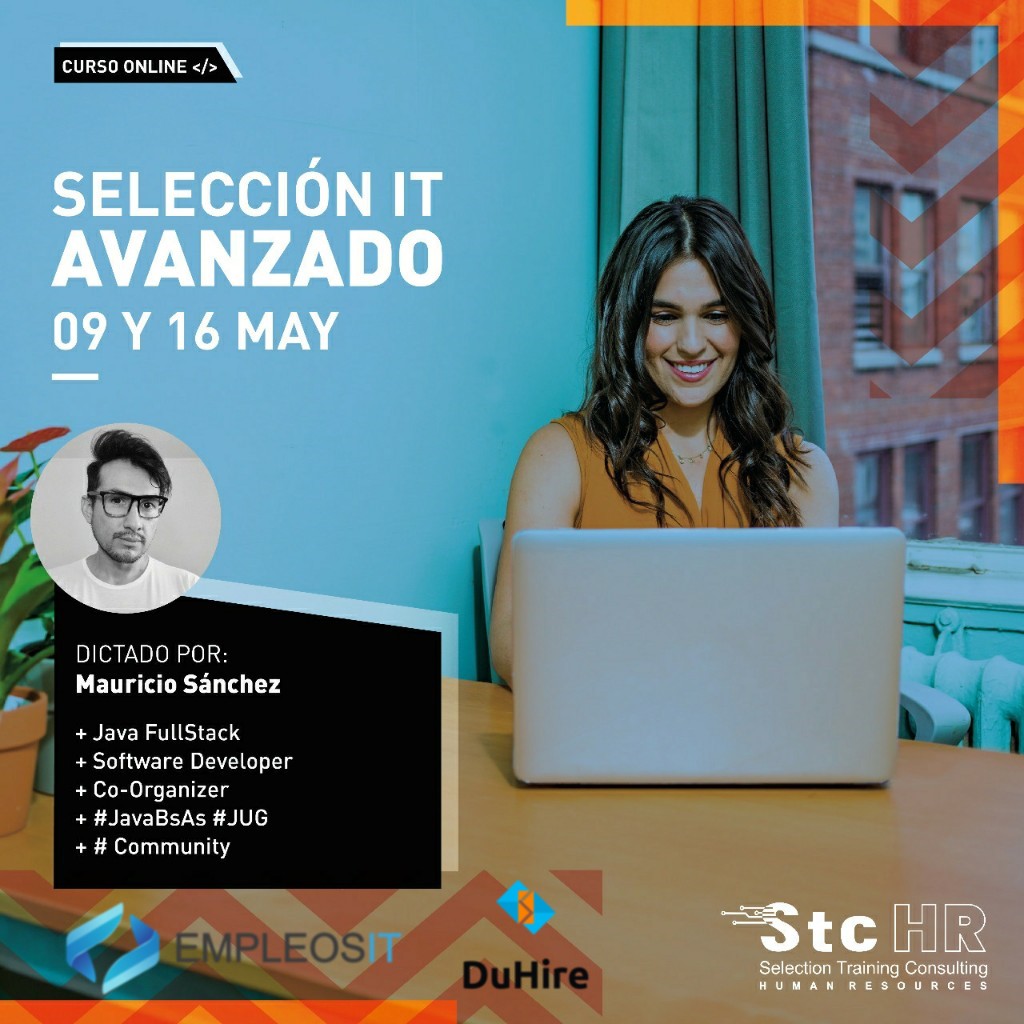 CURSO ONLINE </>
SELECCIÓN IT
AVANZADO
09 Y 16 MAY
DICTADO POR:
Mauricio Sánchez
+ Java FullStack
+ Software Developer
+ Co-Organizer
+ #JavaBsAs #JUG
+ # Community
EMPLEOSIT
DuHire
Stc HR
Selection Training Consulting
HUMAN RESOURCES